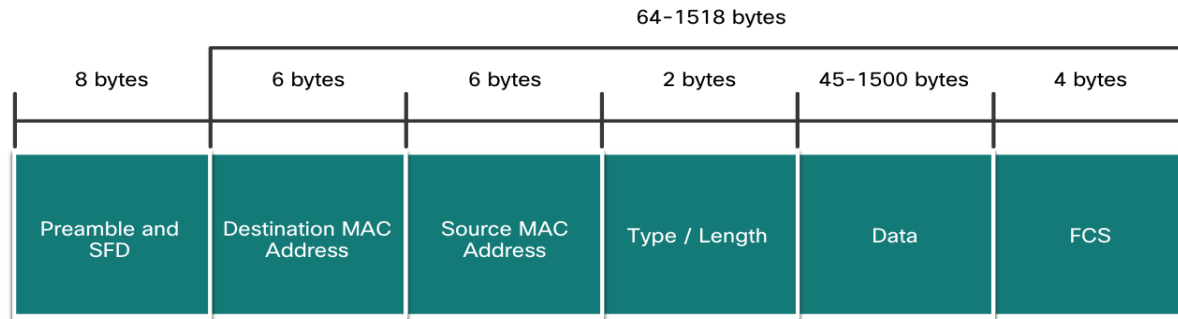 64-1518 bytes
8 bytes
6 bytes
6 bytes
2 bytes
45-1500 bytes
4 bytes
Preamble and
SFD
Destination MAC
Address
Source MAC
Address
Type / Length
Data
FCS